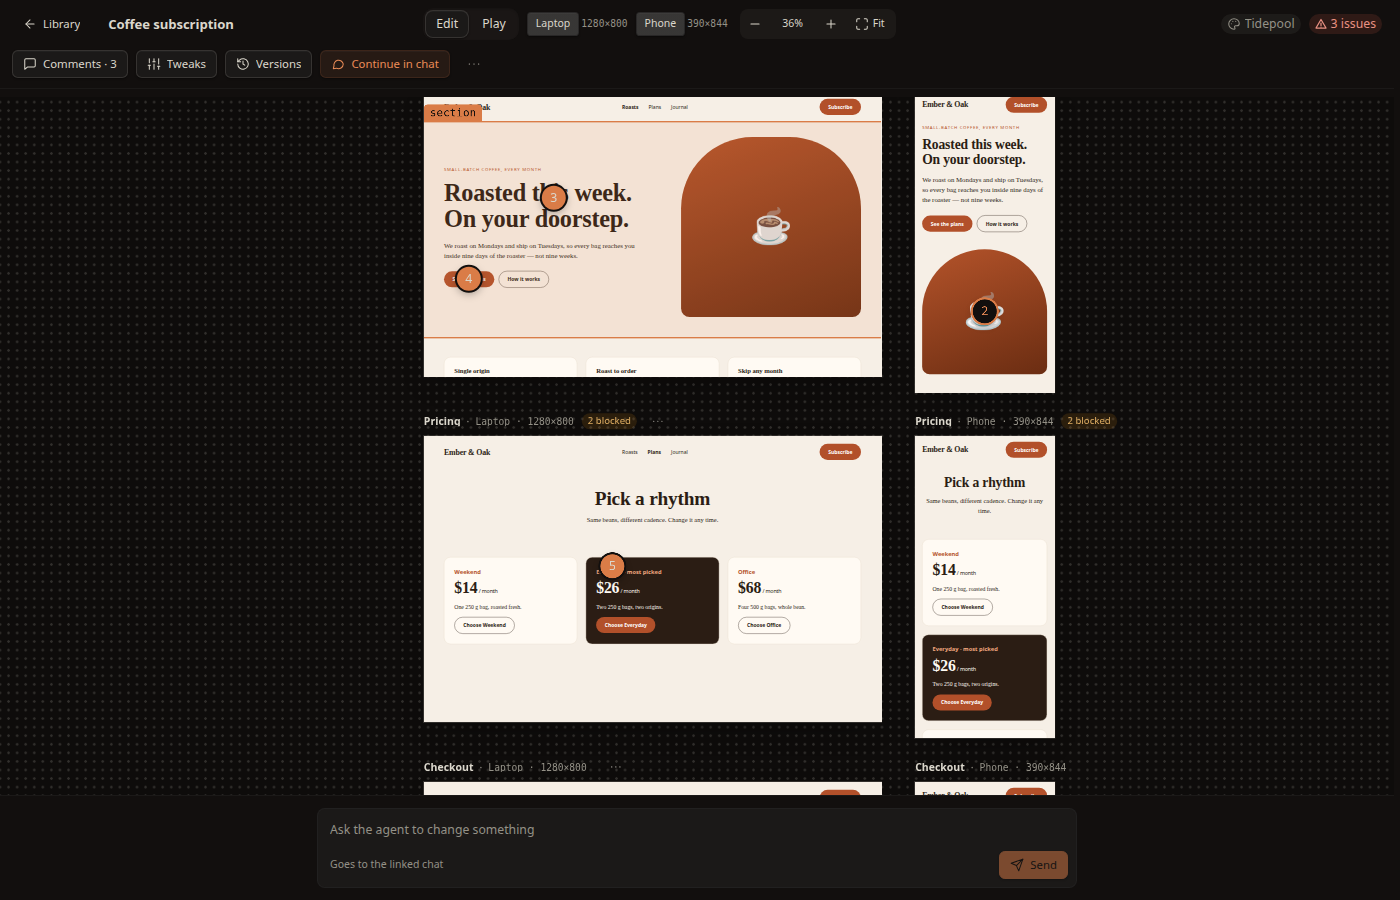 Library
Coffee subscription
Edit
Play
Laptop 1280×800
Phone 390×844
36%
Fit
Tidepool
3 issues
Comments · 3
Tweaks
Versions
Continue in chat
section
Roasts
Plans
Journal
Subscribe
SMALL-BATCH COFFEE, EVERY MONTH
Roasted this week.
On your doorstep.
3
We roast on Mondays and ship on Tuesdays, so every bag reaches you
inside nine days of the roaster — not nine weeks.
4
How it works
Single origin
Roast to order
Skip any month
Ember & Oak
Subscribe
SMALL-BATCH COFFEE, EVERY MONTH
Roasted this week.
On your doorstep.
We roast on Mondays and ship on Tuesdays,
so every bag reaches you inside nine days of
the roaster — not nine weeks.
See the plans
How it works
2
Pricing · Laptop · 1280×800
2 blocked
Ember & Oak
Roasts
Plans
Journal
Subscribe
Pick a rhythm
Same beans, different cadence. Change it any time.
Weekend
$14 / month
One 250 g bag, roasted fresh.
Choose Weekend
5
most picked
$26 / month
Two 250 g bags, two origins.
Choose Everyday
Office
$68 / month
Four 500 g bags, whole bean.
Choose Office
Pricing · Phone · 390×844
2 blocked
Ember & Oak
Subscribe
Pick a rhythm
Same beans, different cadence. Change it any
time.
Weekend
$14 / month
One 250 g bag, roasted fresh.
Choose Weekend
Everyday · most picked
$26 / month
Two 250 g bags, two origins.
Choose Everyday
Checkout · Laptop · 1280×800
Checkout · Phone · 390×844
Ask the agent to change something
Goes to the linked chat
Send